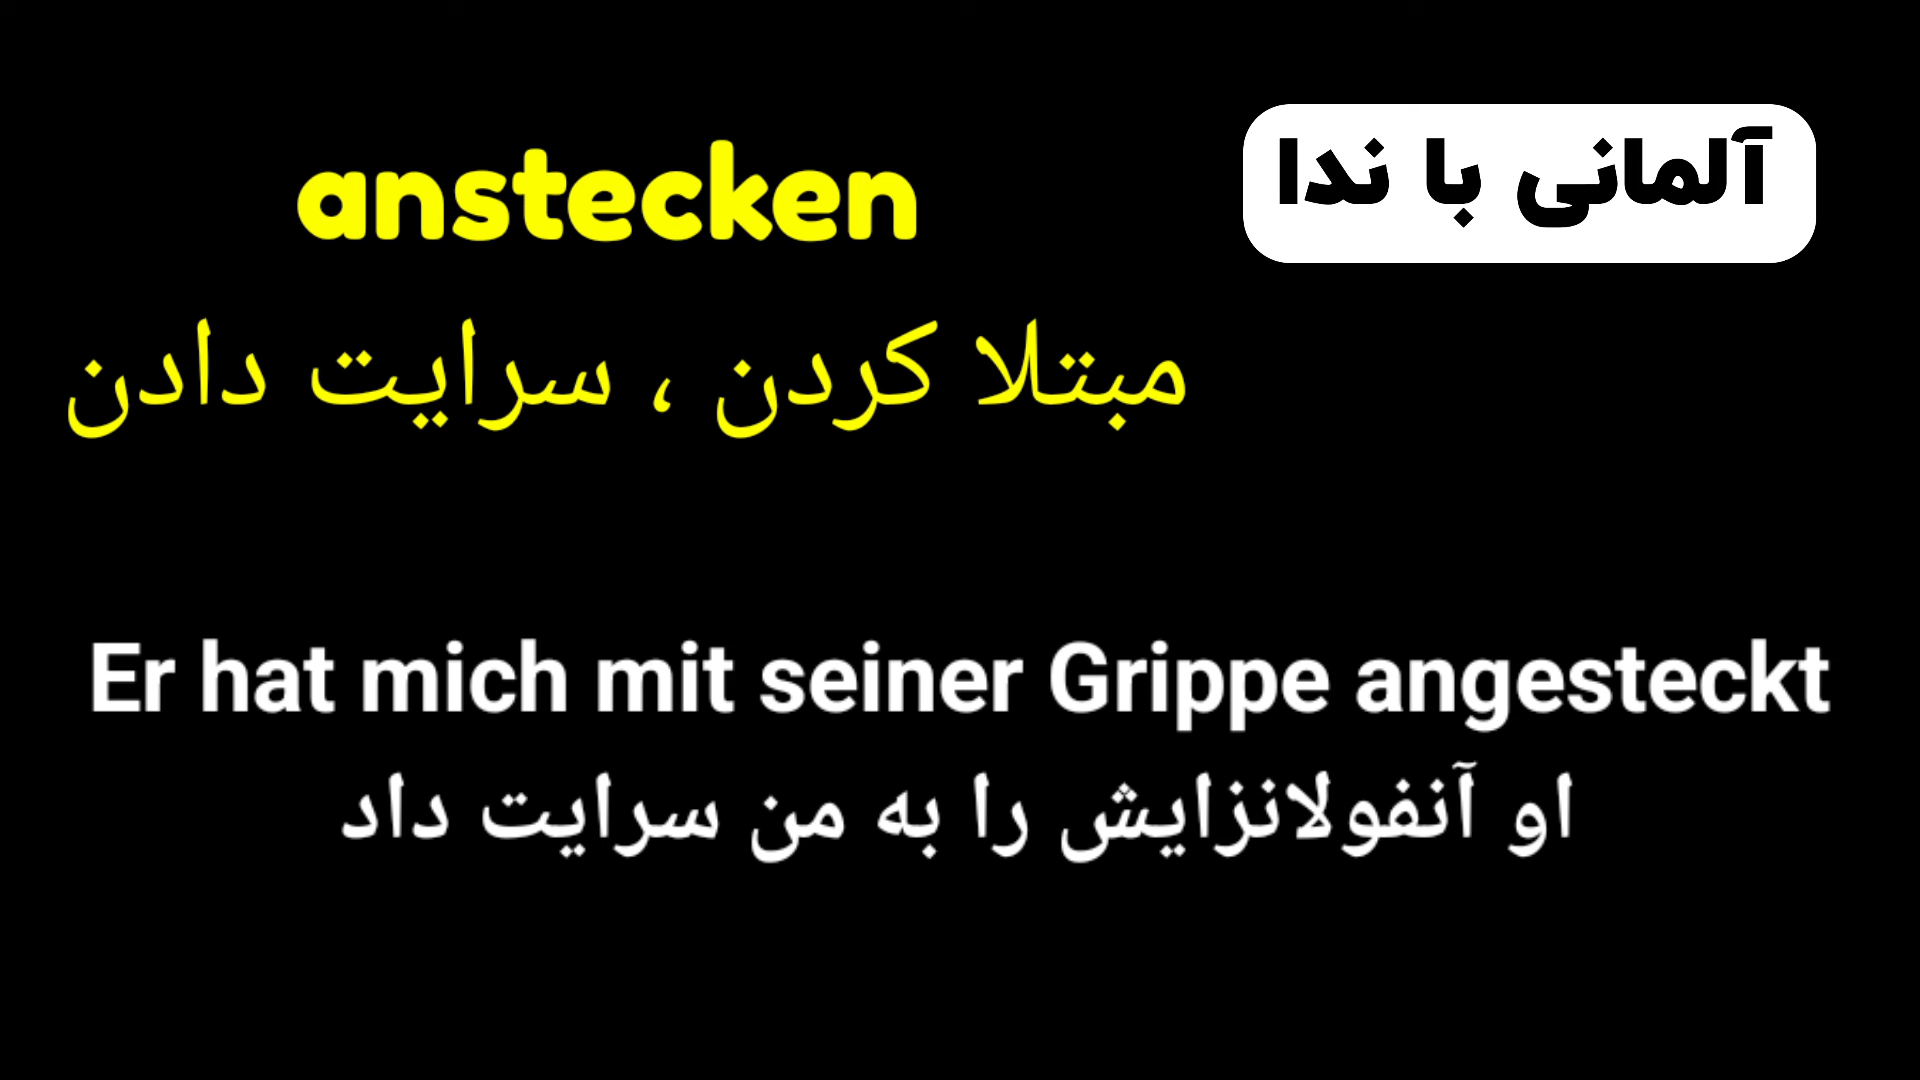 anstecken
آلمانی با ندا
مبتلا کردن ، سرایت دادن
Er hat mich mit seiner Grippe angesteckt
او آنفولانزایش را به من سرایت داد